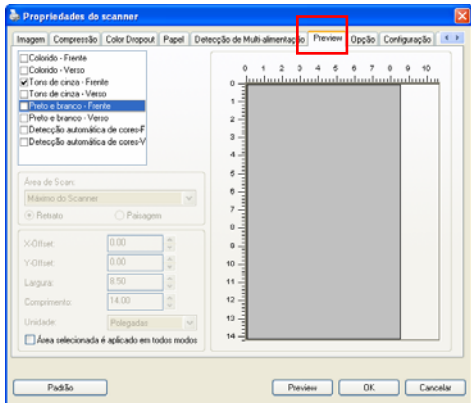 Propriedades do scanner
Imagem Compressão Color Dropout Papel Detecção de Multi-alimentação Preview Opção Configuração
Colorido - Frente
Colorido - Verso
Tons de cinza - Frente
Tons de cinza - Verso
Preto e branco - Frente
Preto e branco - Verso
Detecção automática de cores-F
Detecção automática de cores-V
Área de Scan:
Máximo do Scanner
Retrato Paisagem
X-Offset: 0.00
Y-Offset: 0.00
Largura: 8.50
Comprimento: 14.00
Unidade: Polegadas
Área selecionada é aplicado em todos modos
0 1 2 3 4 5 6 7 8 9 10
0
1
2
3
4
5
6
7
8
9
10
11
12
13
14
Padrão Preview OK Cancelar